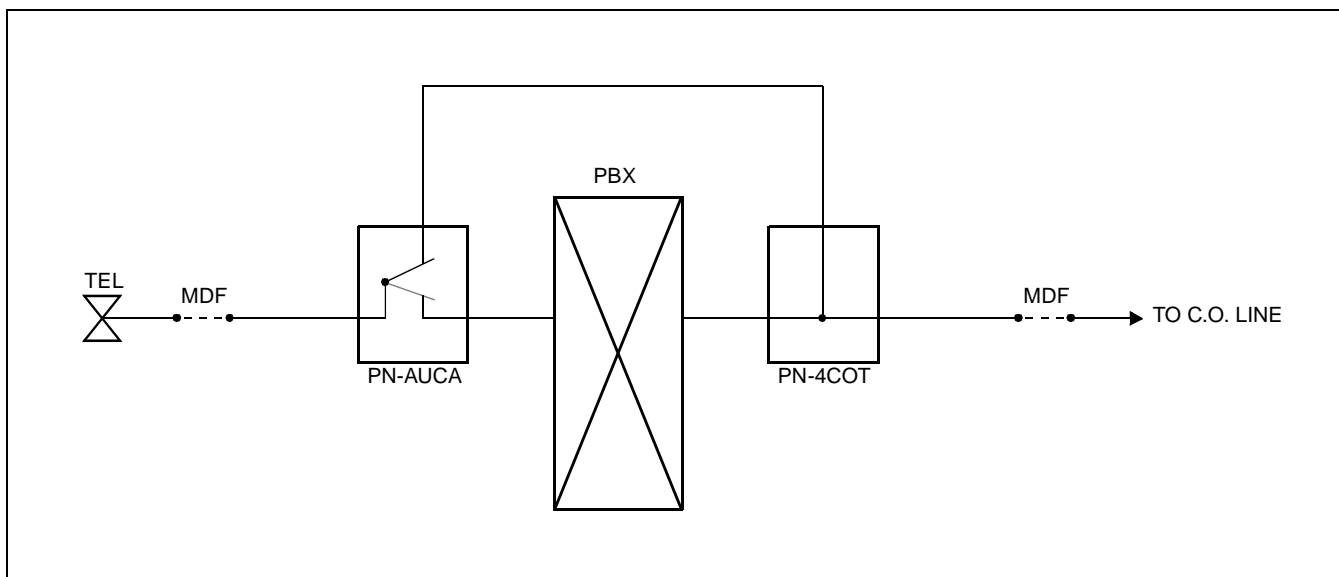 PBX
TEL
MDF
MDF
TO C.O. LINE
PN-AUCA
PN-4COT